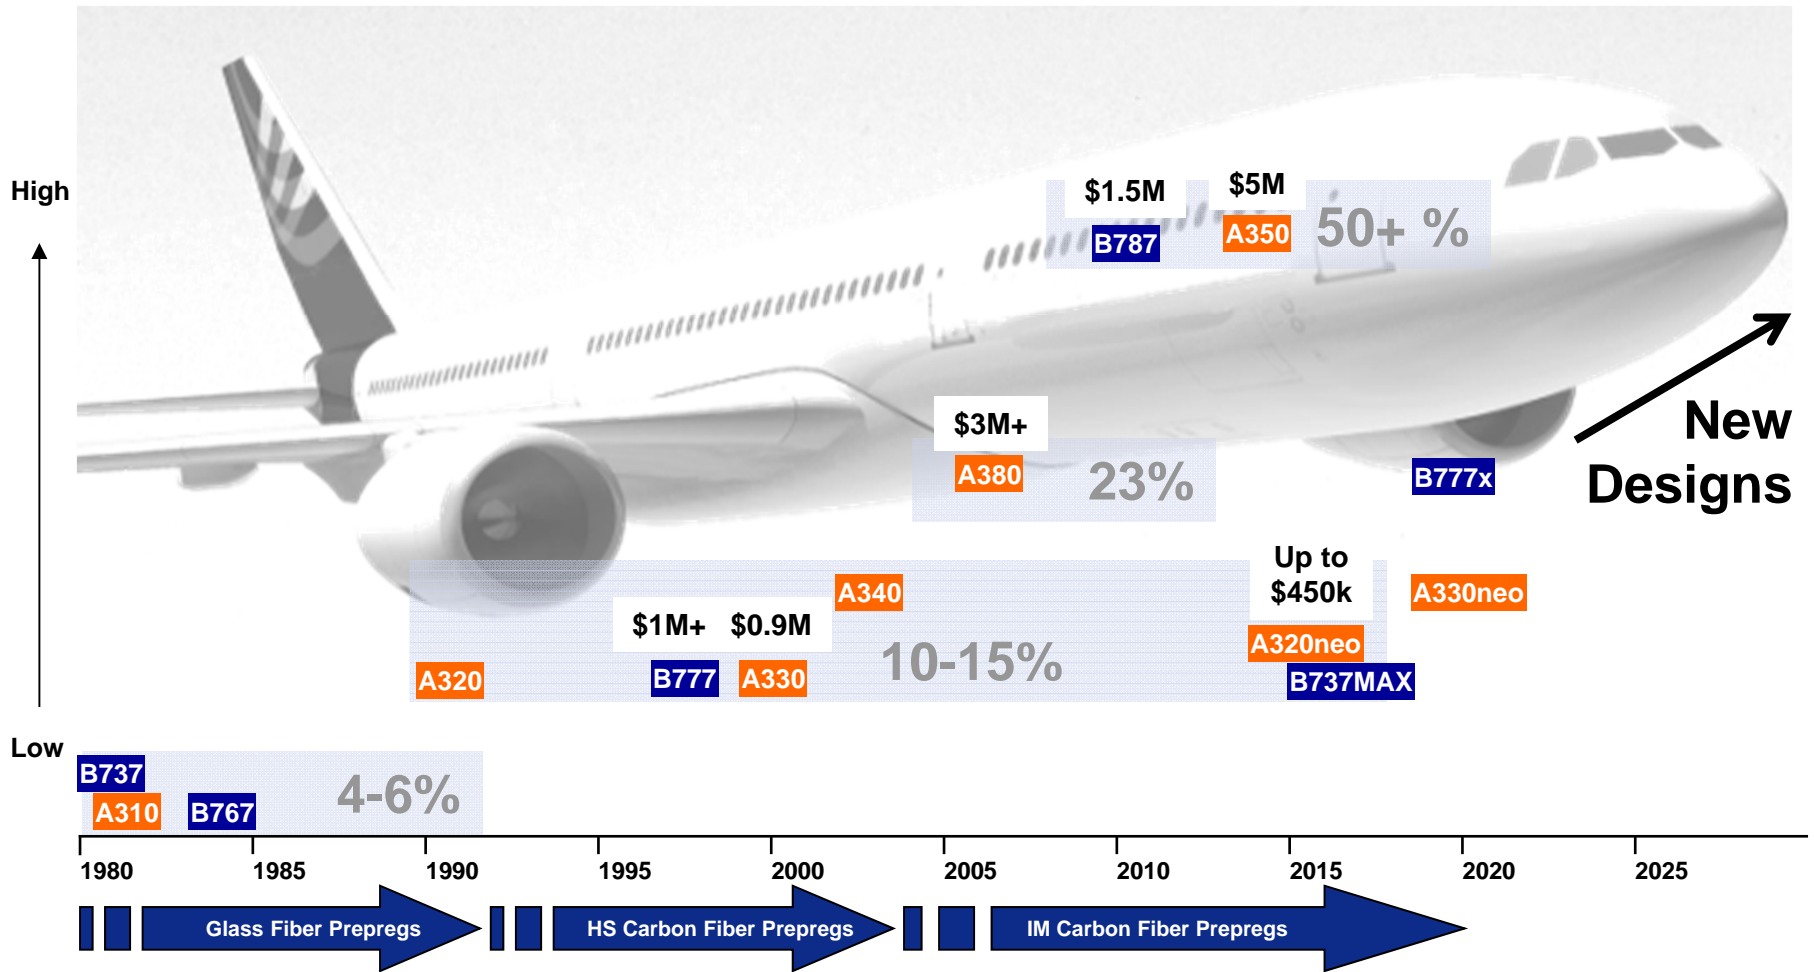 High
$1.5M
$5M
B787
A350
50+ %
$3M+
A380
23%
New
Designs
B777x
Up to
$450k
A340
A330neo
$1M+
$0.9M
10-15%
A320neo
A320
B777
A330
B737MAX
Low
B737
A310
B767
4-6%
1980
1985
1990
1995
2000
2005
2010
2015
2020
2025
Glass Fiber Prepregs
HS Carbon Fiber Prepregs
IM Carbon Fiber Prepregs